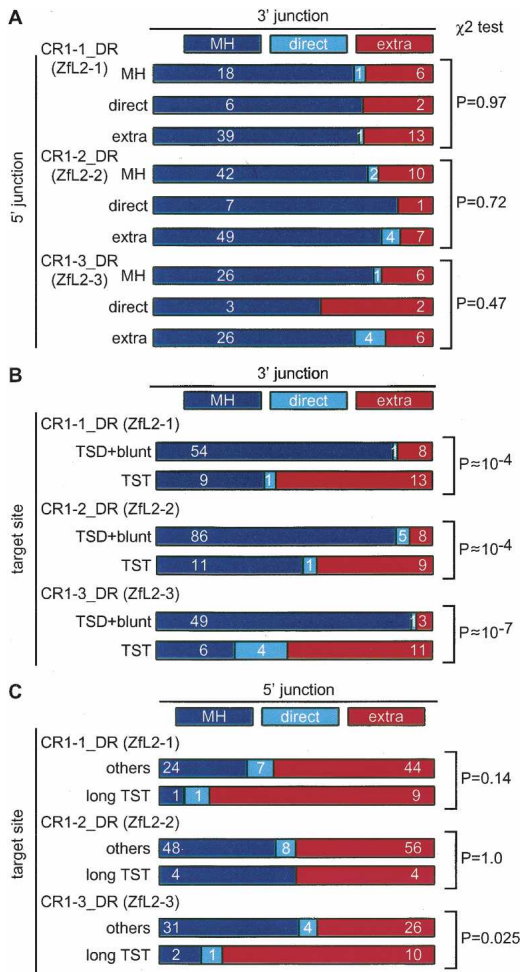 A
3' junction
χ2 test
MH direct extra
CR1-1_DR
(ZfL2-1)
MH 18 1 6
direct 6 2
P=0.97
extra 39 1 13
CR1-2_DR
(ZfL2-2)
MH 42 2 10
direct 7 1
P=0.72
extra 49 4 7
CR1-3_DR
(ZfL2-3)
MH 26 1 6
direct 3 2
P=0.47
extra 26 4 6
5' junction
B
3' junction
MH direct extra
CR1-1_DR (ZfL2-1)
TSD+blunt 54 1 8
P≈10-4
TST 9 1 13
CR1-2_DR (ZfL2-2)
TSD+blunt 86 5 8
P≈10-4
TST 11 1 9
CR1-3_DR (ZfL2-3)
TSD+blunt 49 1 3
P≈10-7
TST 6 4 11
target site
C
5' junction
MH direct extra
CR1-1_DR (ZfL2-1)
others 24 7 44
P=0.14
long TST 1 1 9
CR1-2_DR (ZfL2-2)
others 48 8 56
P=1.0
long TST 4 4
CR1-3_DR (ZfL2-3)
others 31 4 26
P=0.025
long TST 2 1 10
target site